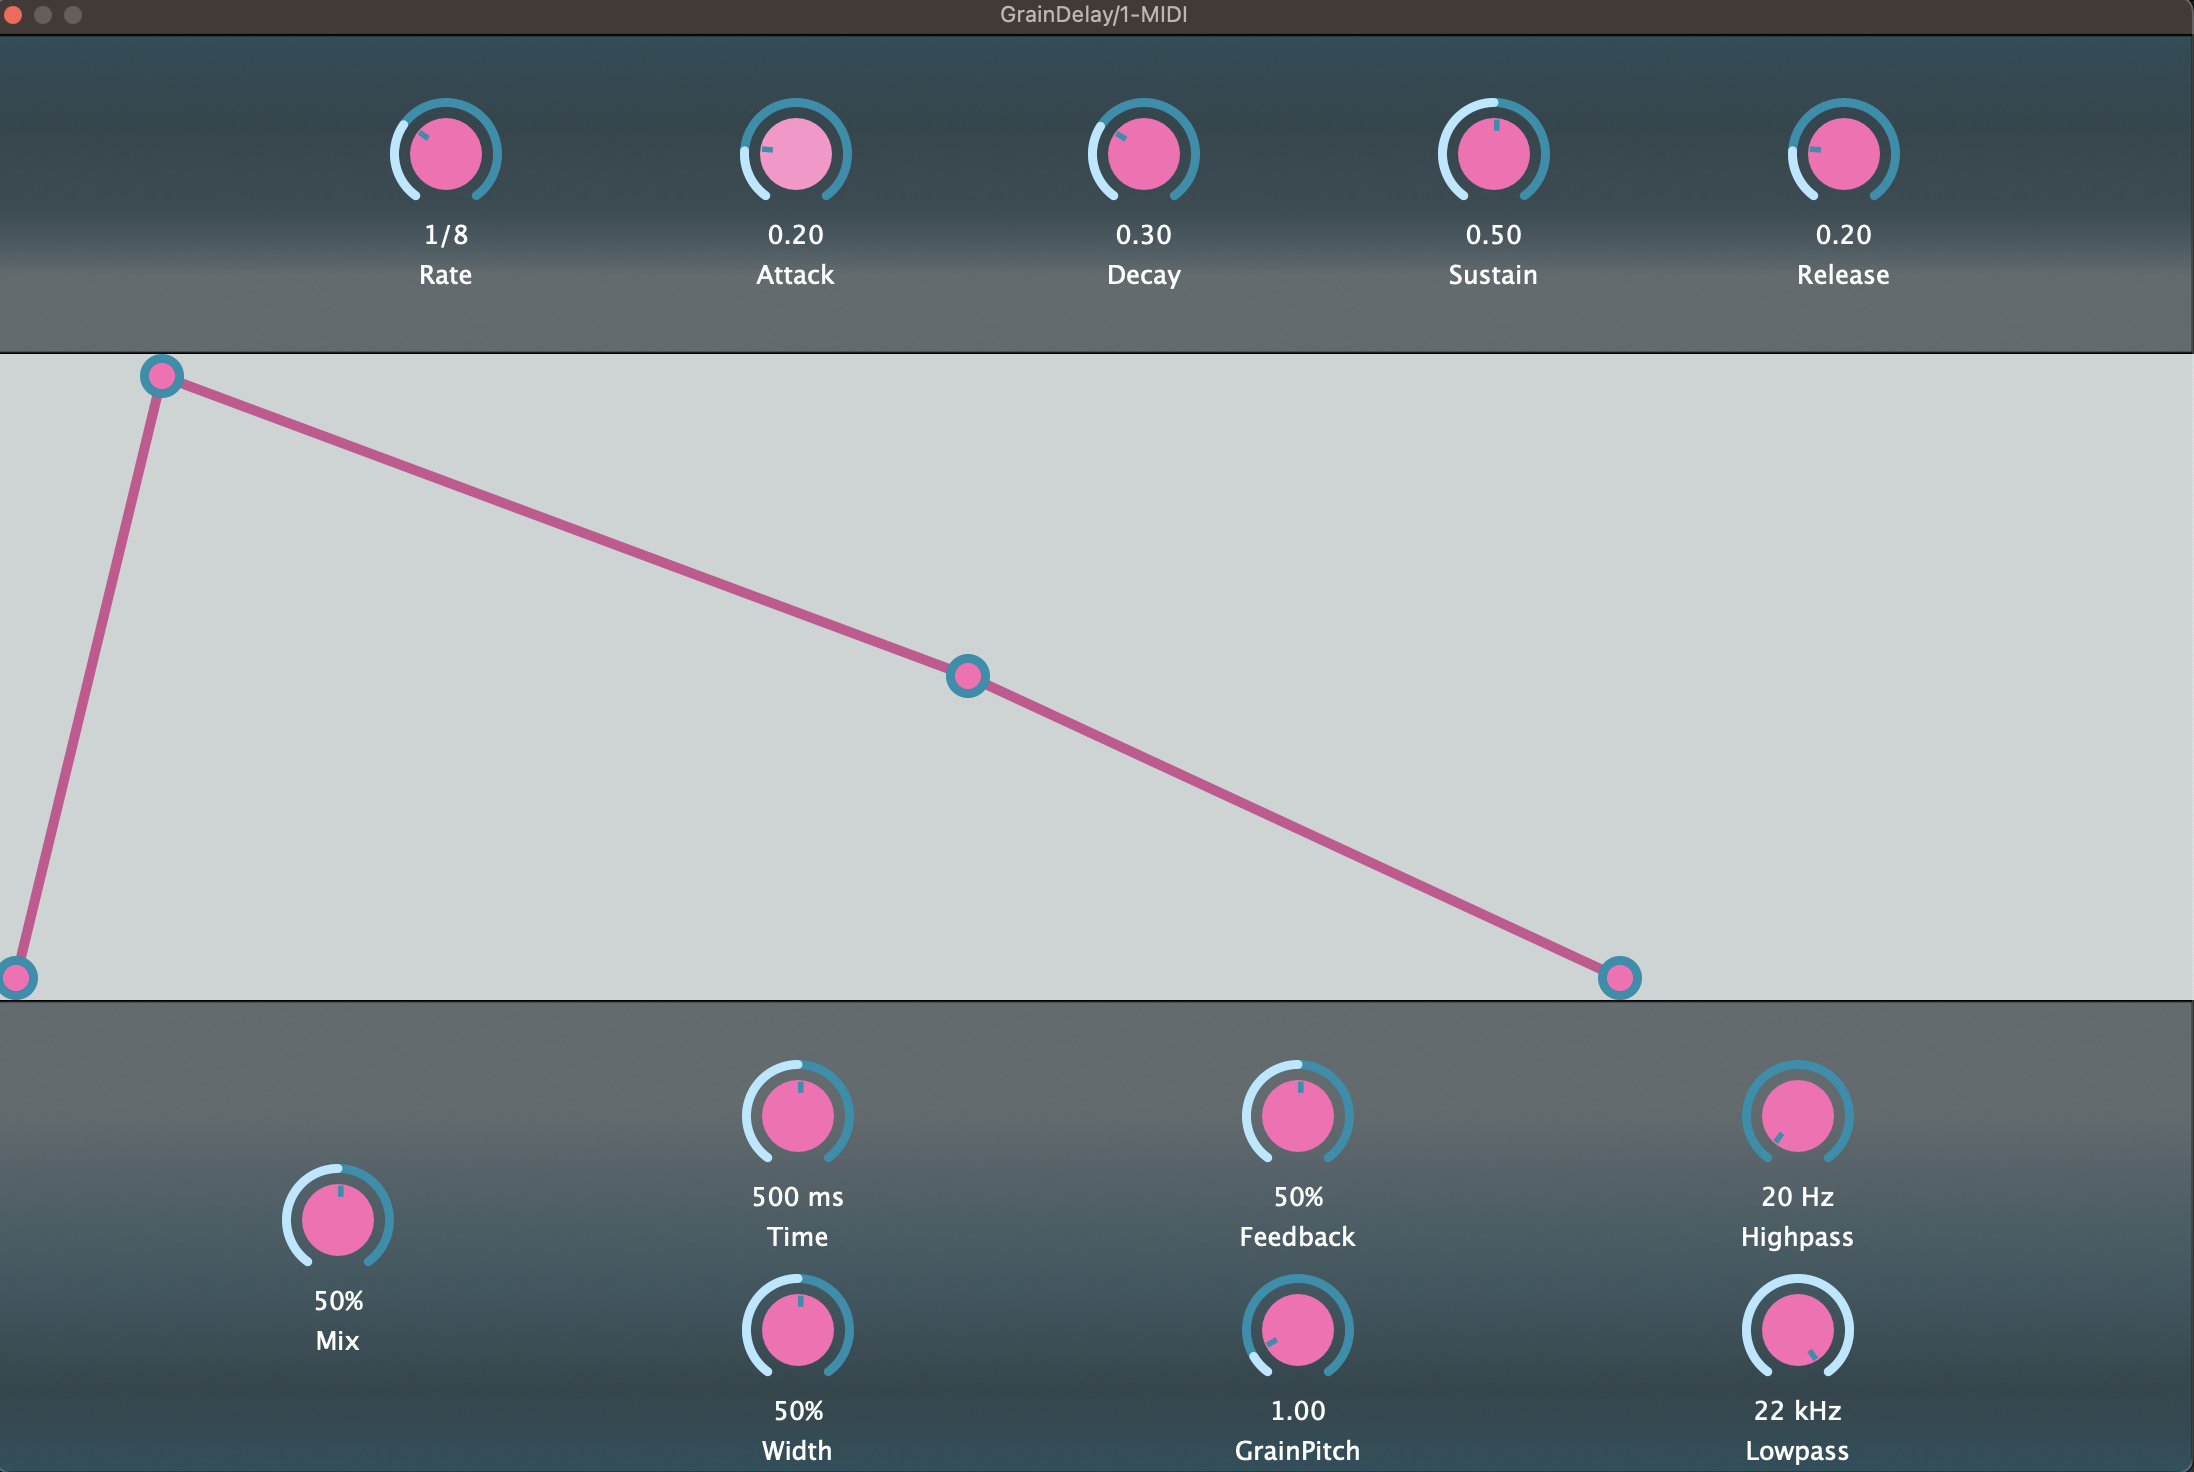 GrainDelay/1-MIDI
1/8
Rate
0.20
Attack
0.30
Decay
0.50
Sustain
0.20
Release
50%
Mix
500 ms
Time
50%
Feedback
20 Hz
Highpass
50%
Width
1.00
GrainPitch
22 kHz
Lowpass